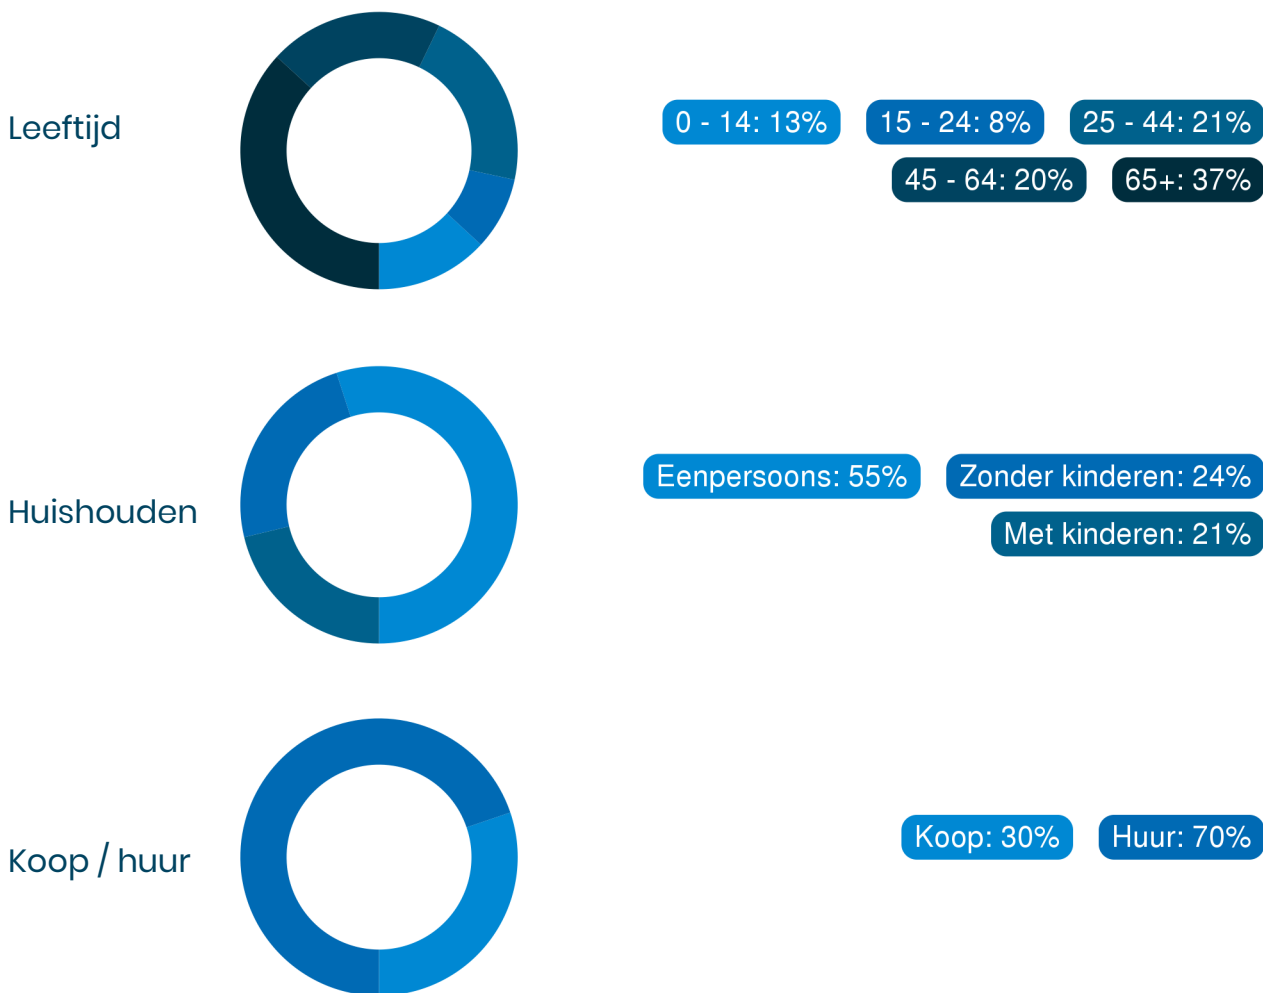 Leeftijd
0 - 14: 13% 15 - 24: 8% 25 - 44: 21%
45 - 64: 20% 65+: 37%
Huishouden
Eenpersoons: 55% Zonder kinderen: 24%
Met kinderen: 21%
Koop / huur
Koop: 30% Huur: 70%